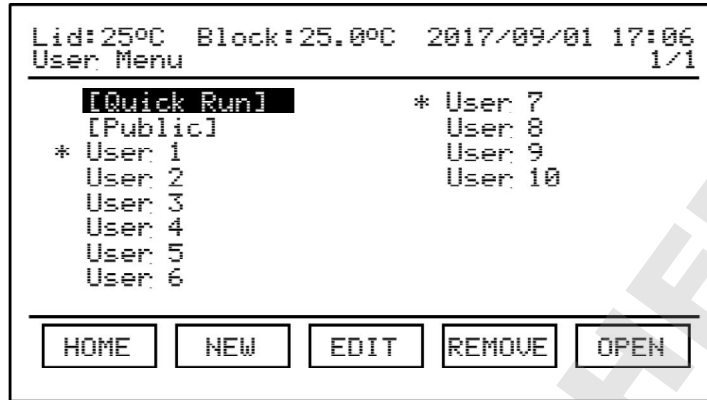 Lid:25ºC Block:25.0ºC 2017/09/01 17:06
User Menu 1/1
[Quick Run]
[Public]
* User 1
User 2
User 3
User 4
User 5
User 6
* User 7
User 8
User 9
User 10
HOME NEW EDIT REMOVE OPEN